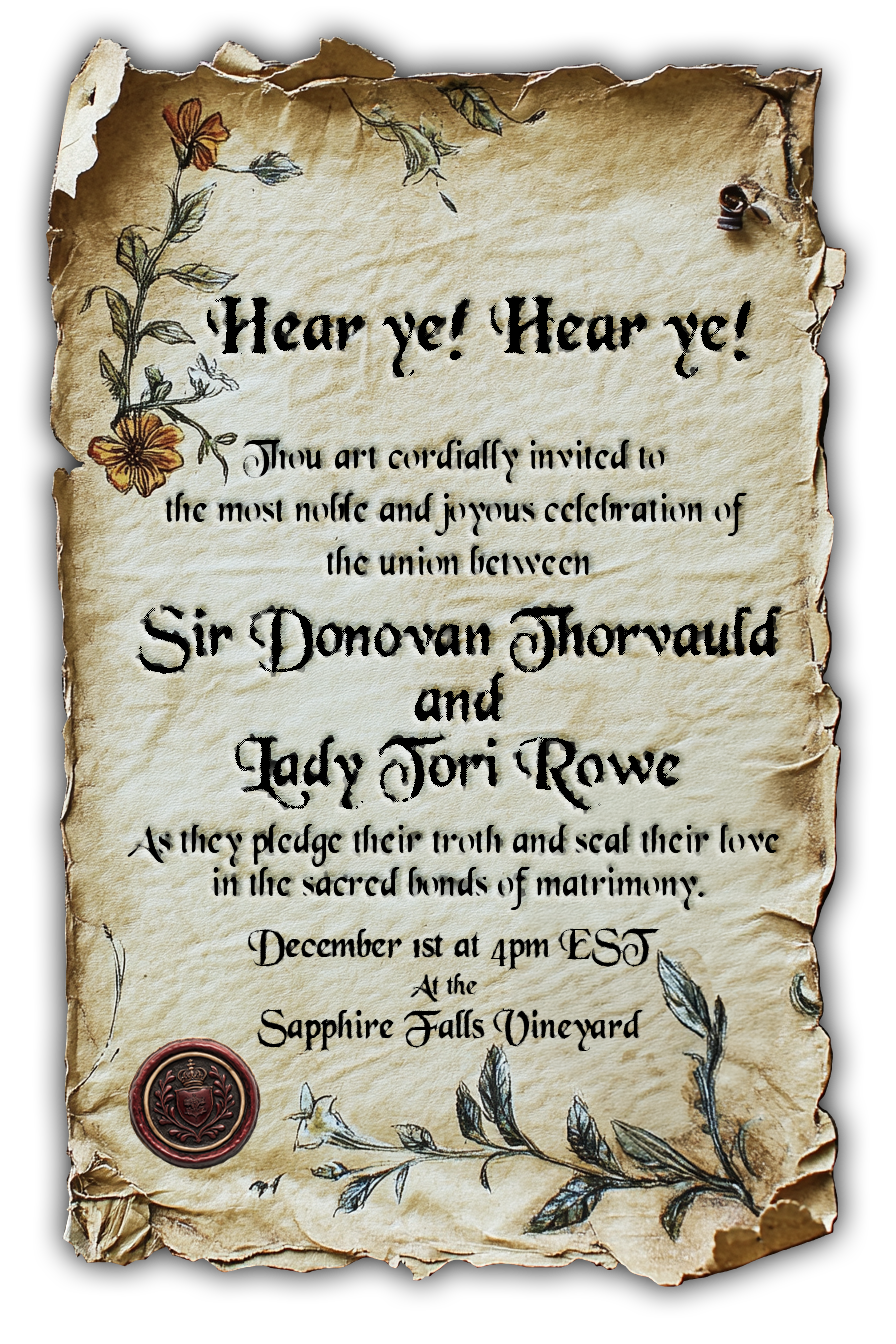 Hear ye! Hear ye!
Thou art cordially invited to
the most noble and joyous celebration of
the union between
Sir Donovan Thorvauld
and
Lady Tori Rowe
As they pledge their troth and seal their love
in the sacred bonds of matrimony.
December 1st at 4pm EST
At the
Sapphire Falls Vineyard